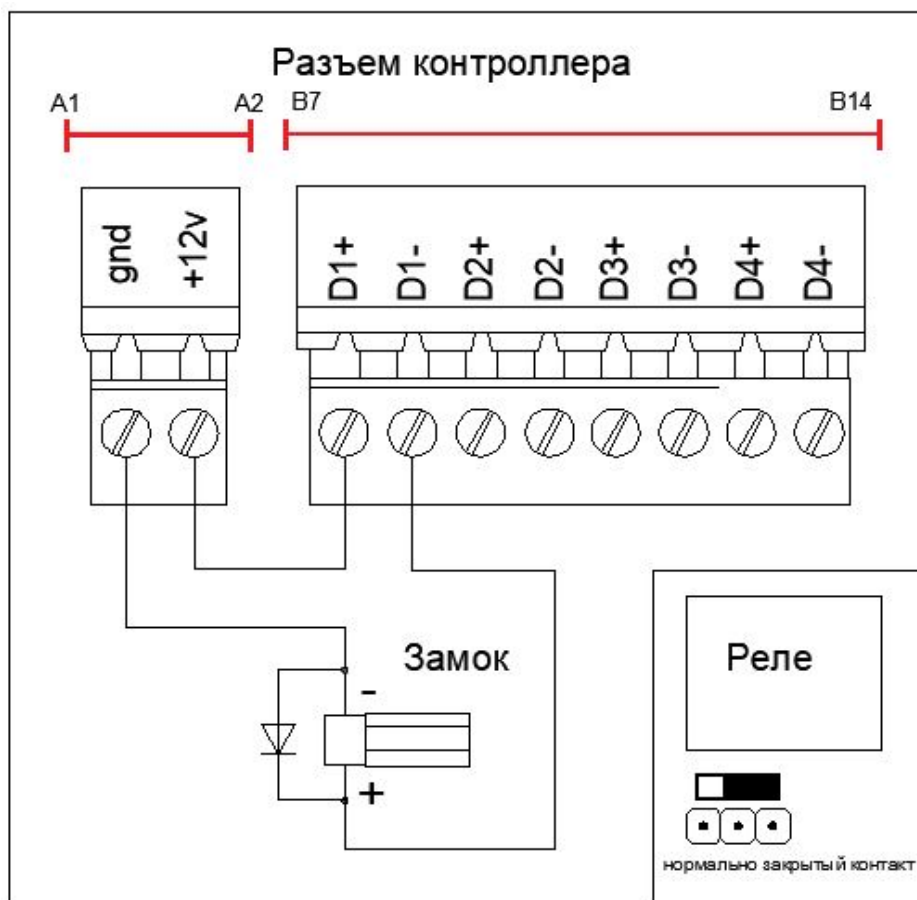 Разъем контроллера
A1
A2
B7
B14
gnd
+12v
D1+
D1-
D2+
D2-
D3+
D3-
D4+
D4-
Замок
Реле
-
+
нормально закрытый контакт